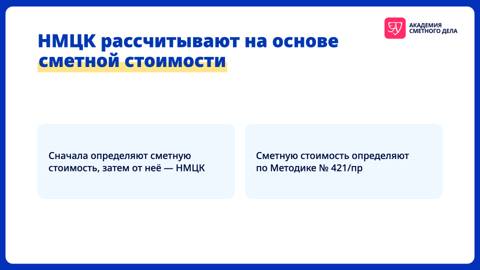 АКАДЕМИЯ
СМЕТНОГО ДЕЛА
НМЦК рассчитывают на основе
сметной стоимости
Сначала определяют сметную
стоимость, затем от неё — НМЦК
Сметную стоимость определяют
по Методике № 421/пр